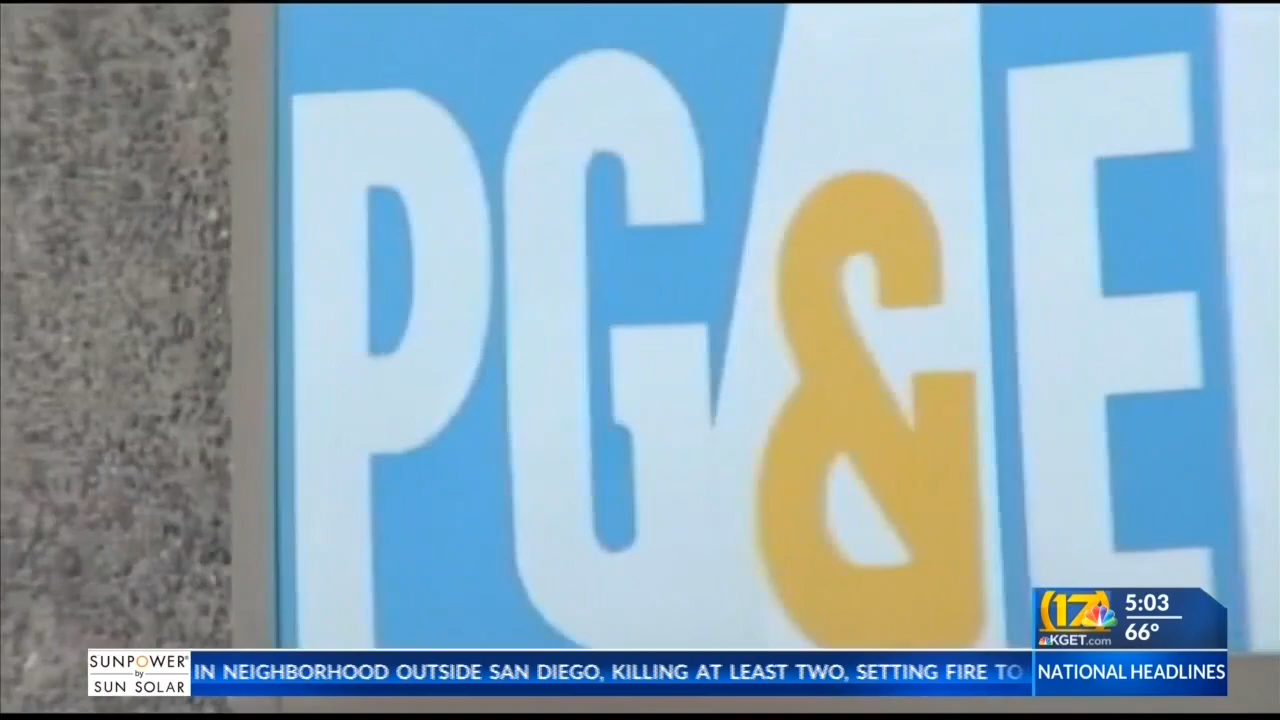 PG&E
(17)
KGET.com
5:03
66°
SUNPOWER®
by
SUN SOLAR
IN NEIGHBORHOOD OUTSIDE SAN DIEGO, KILLING AT LEAST TWO, SETTING FIRE TO
NATIONAL HEADLINES